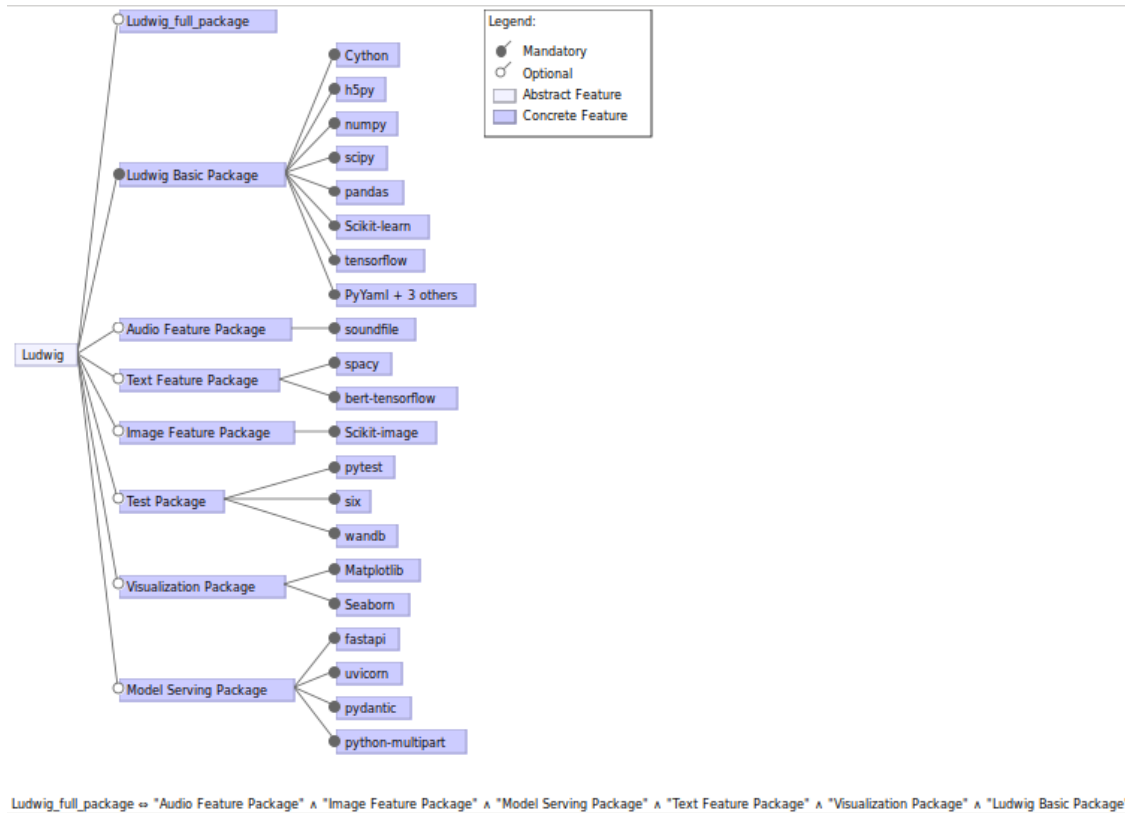 Ludwig_full_package
Legend:
Mandatory
Optional
Abstract Feature
Concrete Feature
Cython
h5py
numpy
scipy
Ludwig Basic Package
pandas
Scikit-learn
tensorflow
PyYaml + 3 others
Audio Feature Package
soundfile
Ludwig
spacy
Text Feature Package
bert-tensorflow
Image Feature Package
Scikit-image
pytest
Test Package
six
wandb
Matplotlib
Visualization Package
Seaborn
fastapi
uvicorn
Model Serving Package
pydantic
python-multipart
Ludwig_full_package ⇔ "Audio Feature Package" ∧ "Image Feature Package" ∧ "Model Serving Package" ∧ "Text Feature Package" ∧ "Visualization Package" ∧ "Ludwig Basic Package"